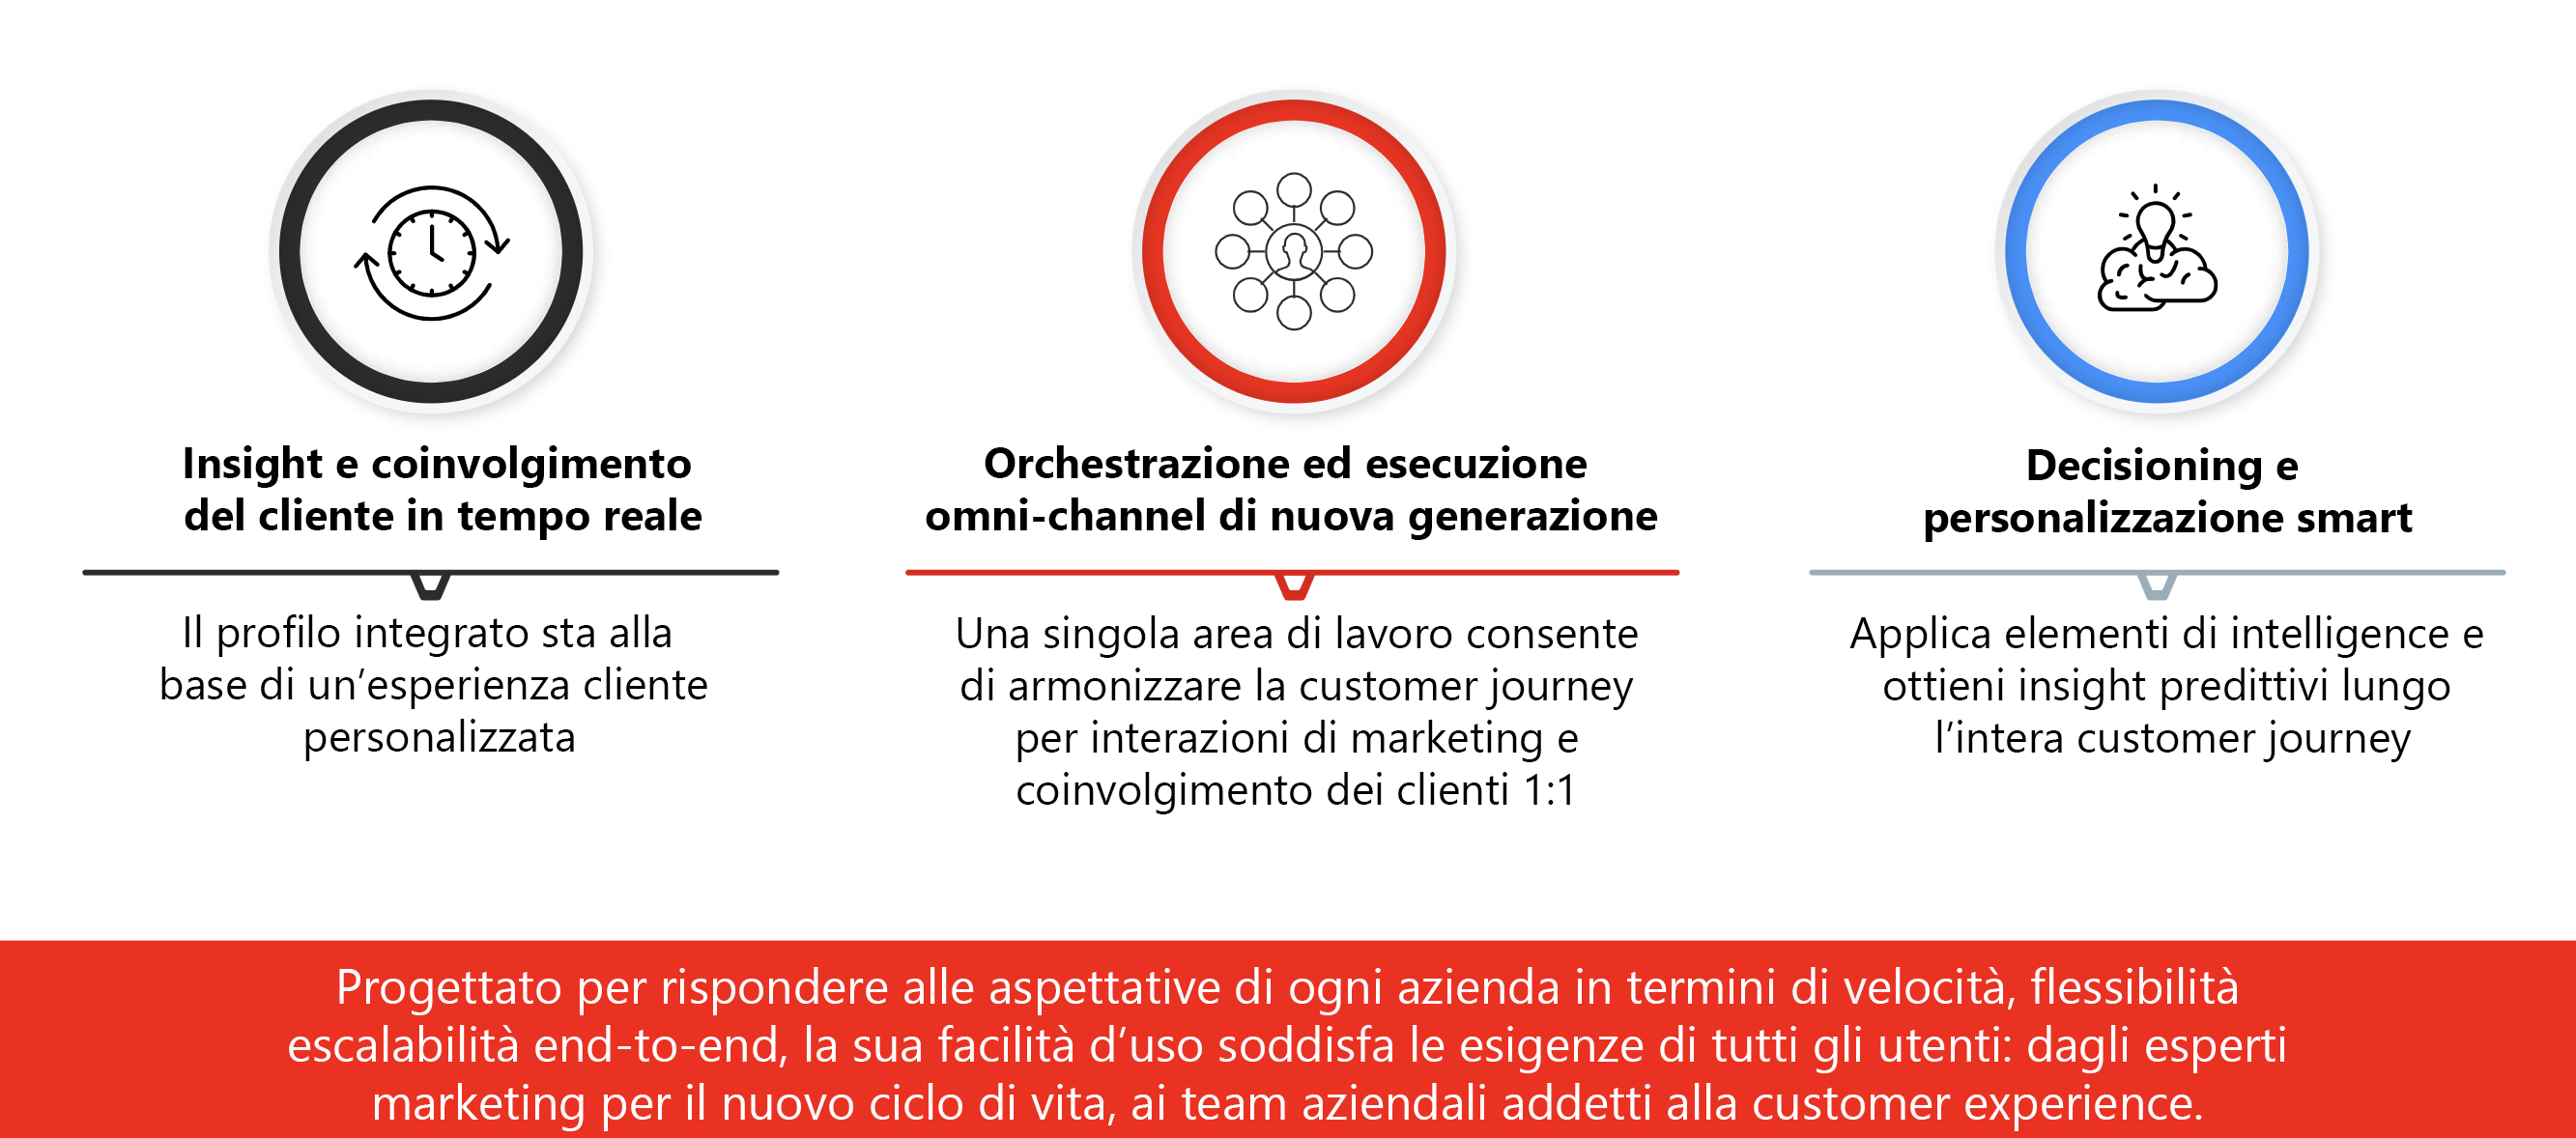 Insight e coinvolgimento
del cliente in tempo reale
Il profilo integrato sta alla
base di un’esperienza cliente
personalizzata
Orchestrazione ed esecuzione
omni-channel di nuova generazione
Una singola area di lavoro consente
di armonizzare la customer journey
per interazioni di marketing e
coinvolgimento dei clienti 1:1
Decisioning e
personalizzazione smart
Applica elementi di intelligence e
ottieni insight predittivi lungo
l’intera customer journey
Progettato per rispondere alle aspettative di ogni azienda in termini di velocità, flessibilità
escalabilità end-to-end, la sua facilità d’uso soddisfa le esigenze di tutti gli utenti: dagli esperti
marketing per il nuovo ciclo di vita, ai team aziendali addetti alla customer experience.